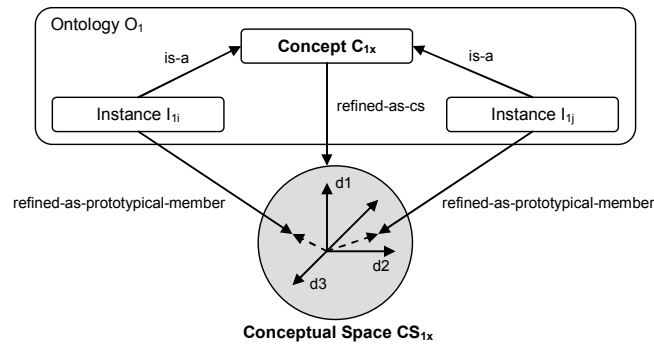 Ontology O₁
Concept C₁ₓ
is-a
is-a
Instance I₁ᵢ
refined-as-cs
Instance I₁ⱼ
d1
refined-as-prototypical-member
refined-as-prototypical-member
d2
d3
Conceptual Space CS₁ₓ